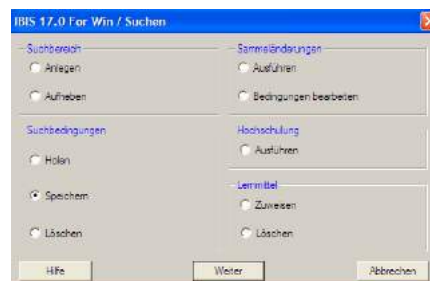 IBIS 17.0 For Win / Suchen
Suchbereich
Anlegen
Aufheben
Suchbedingungen
Holen
Speichern
Löschen
Sammeländerungen
Ausführen
Bedingungen bearbeiten
Hochschulung
Ausführen
Lernmittel
Zuweisen
Löschen
Hilfe
Weiter
Abbrechen